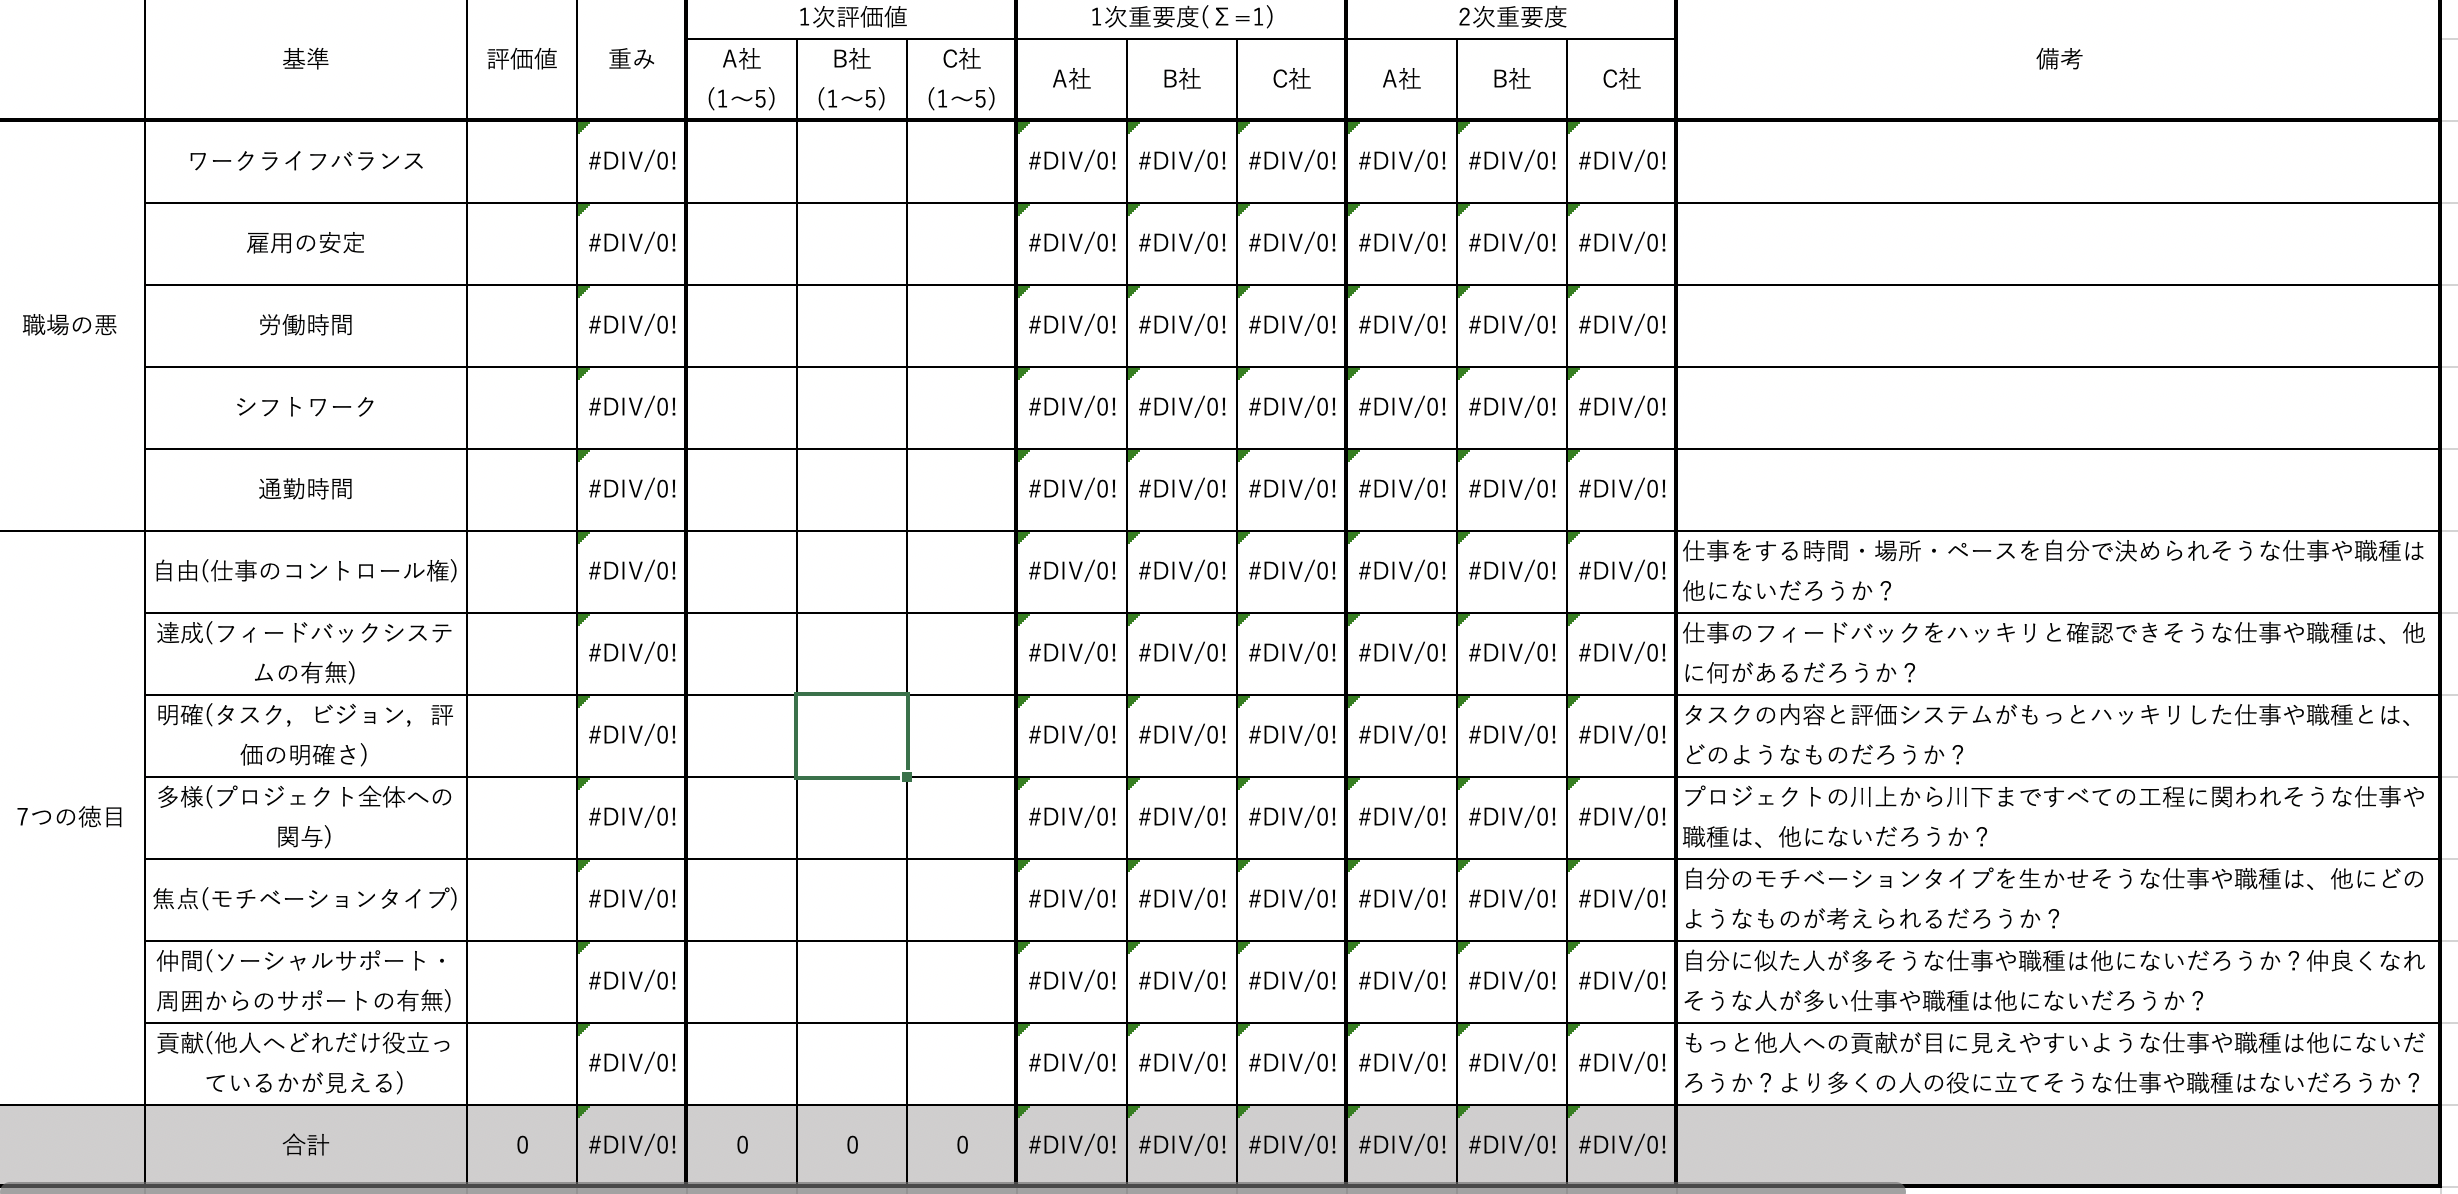 1次評価値 1次重要度(Σ=1) 2次重要度
基準 評価値 重み 備考
A社 B社 C社
(1〜5) (1〜5) (1〜5)
A社 B社 C社 A社 B社 C社
職場の悪
ワークライフバランス #DIV/0! #DIV/0! #DIV/0! #DIV/0! #DIV/0! #DIV/0! #DIV/0!
雇用の安定 #DIV/0! #DIV/0! #DIV/0! #DIV/0! #DIV/0! #DIV/0! #DIV/0!
労働時間 #DIV/0! #DIV/0! #DIV/0! #DIV/0! #DIV/0! #DIV/0! #DIV/0!
シフトワーク #DIV/0! #DIV/0! #DIV/0! #DIV/0! #DIV/0! #DIV/0! #DIV/0!
通勤時間 #DIV/0! #DIV/0! #DIV/0! #DIV/0! #DIV/0! #DIV/0! #DIV/0!
7つの徳目
自由(仕事のコントロール権) #DIV/0! #DIV/0! #DIV/0! #DIV/0! #DIV/0! #DIV/0! #DIV/0!
仕事をする時間・場所・ペースを自分で決められそうな仕事や職種は
他にないだろうか？
達成(フィードバックシステ
ムの有無)
#DIV/0! #DIV/0! #DIV/0! #DIV/0! #DIV/0! #DIV/0! #DIV/0!
仕事のフィードバックをハッキリと確認できそうな仕事や職種は、他
に何があるだろうか？
明確(タスク，ビジョン，評
価の明確さ)
#DIV/0! #DIV/0! #DIV/0! #DIV/0! #DIV/0! #DIV/0! #DIV/0!
タスクの内容と評価システムがもっとハッキリした仕事や職種とは、
どのようなものだろうか？
多様(プロジェクト全体への
関与)
#DIV/0! #DIV/0! #DIV/0! #DIV/0! #DIV/0! #DIV/0! #DIV/0!
プロジェクトの川上から川下まですべての工程に関われそうな仕事や
職種は、他にないだろうか？
焦点(モチベーションタイプ) #DIV/0! #DIV/0! #DIV/0! #DIV/0! #DIV/0! #DIV/0! #DIV/0!
自分のモチベーションタイプを生かせそうな仕事や職種は、他にどの
ようなものが考えられるだろうか？
仲間(ソーシャルサポート・
周囲からのサポートの有無)
#DIV/0! #DIV/0! #DIV/0! #DIV/0! #DIV/0! #DIV/0! #DIV/0!
自分に似た人が多そうな仕事や職種は他にないだろうか？仲良くなれ
そうな人が多い仕事や職種は他にないだろうか？
貢献(他人へどれだけ役立っ
ているかが見える)
#DIV/0! #DIV/0! #DIV/0! #DIV/0! #DIV/0! #DIV/0! #DIV/0!
もっと他人への貢献が目に見えやすいような仕事や職種は他にないだ
ろうか？より多くの人の役に立てそうな仕事や職種はないだろうか？
合計 0 #DIV/0! 0 0 0 #DIV/0! #DIV/0! #DIV/0! #DIV/0! #DIV/0! #DIV/0!